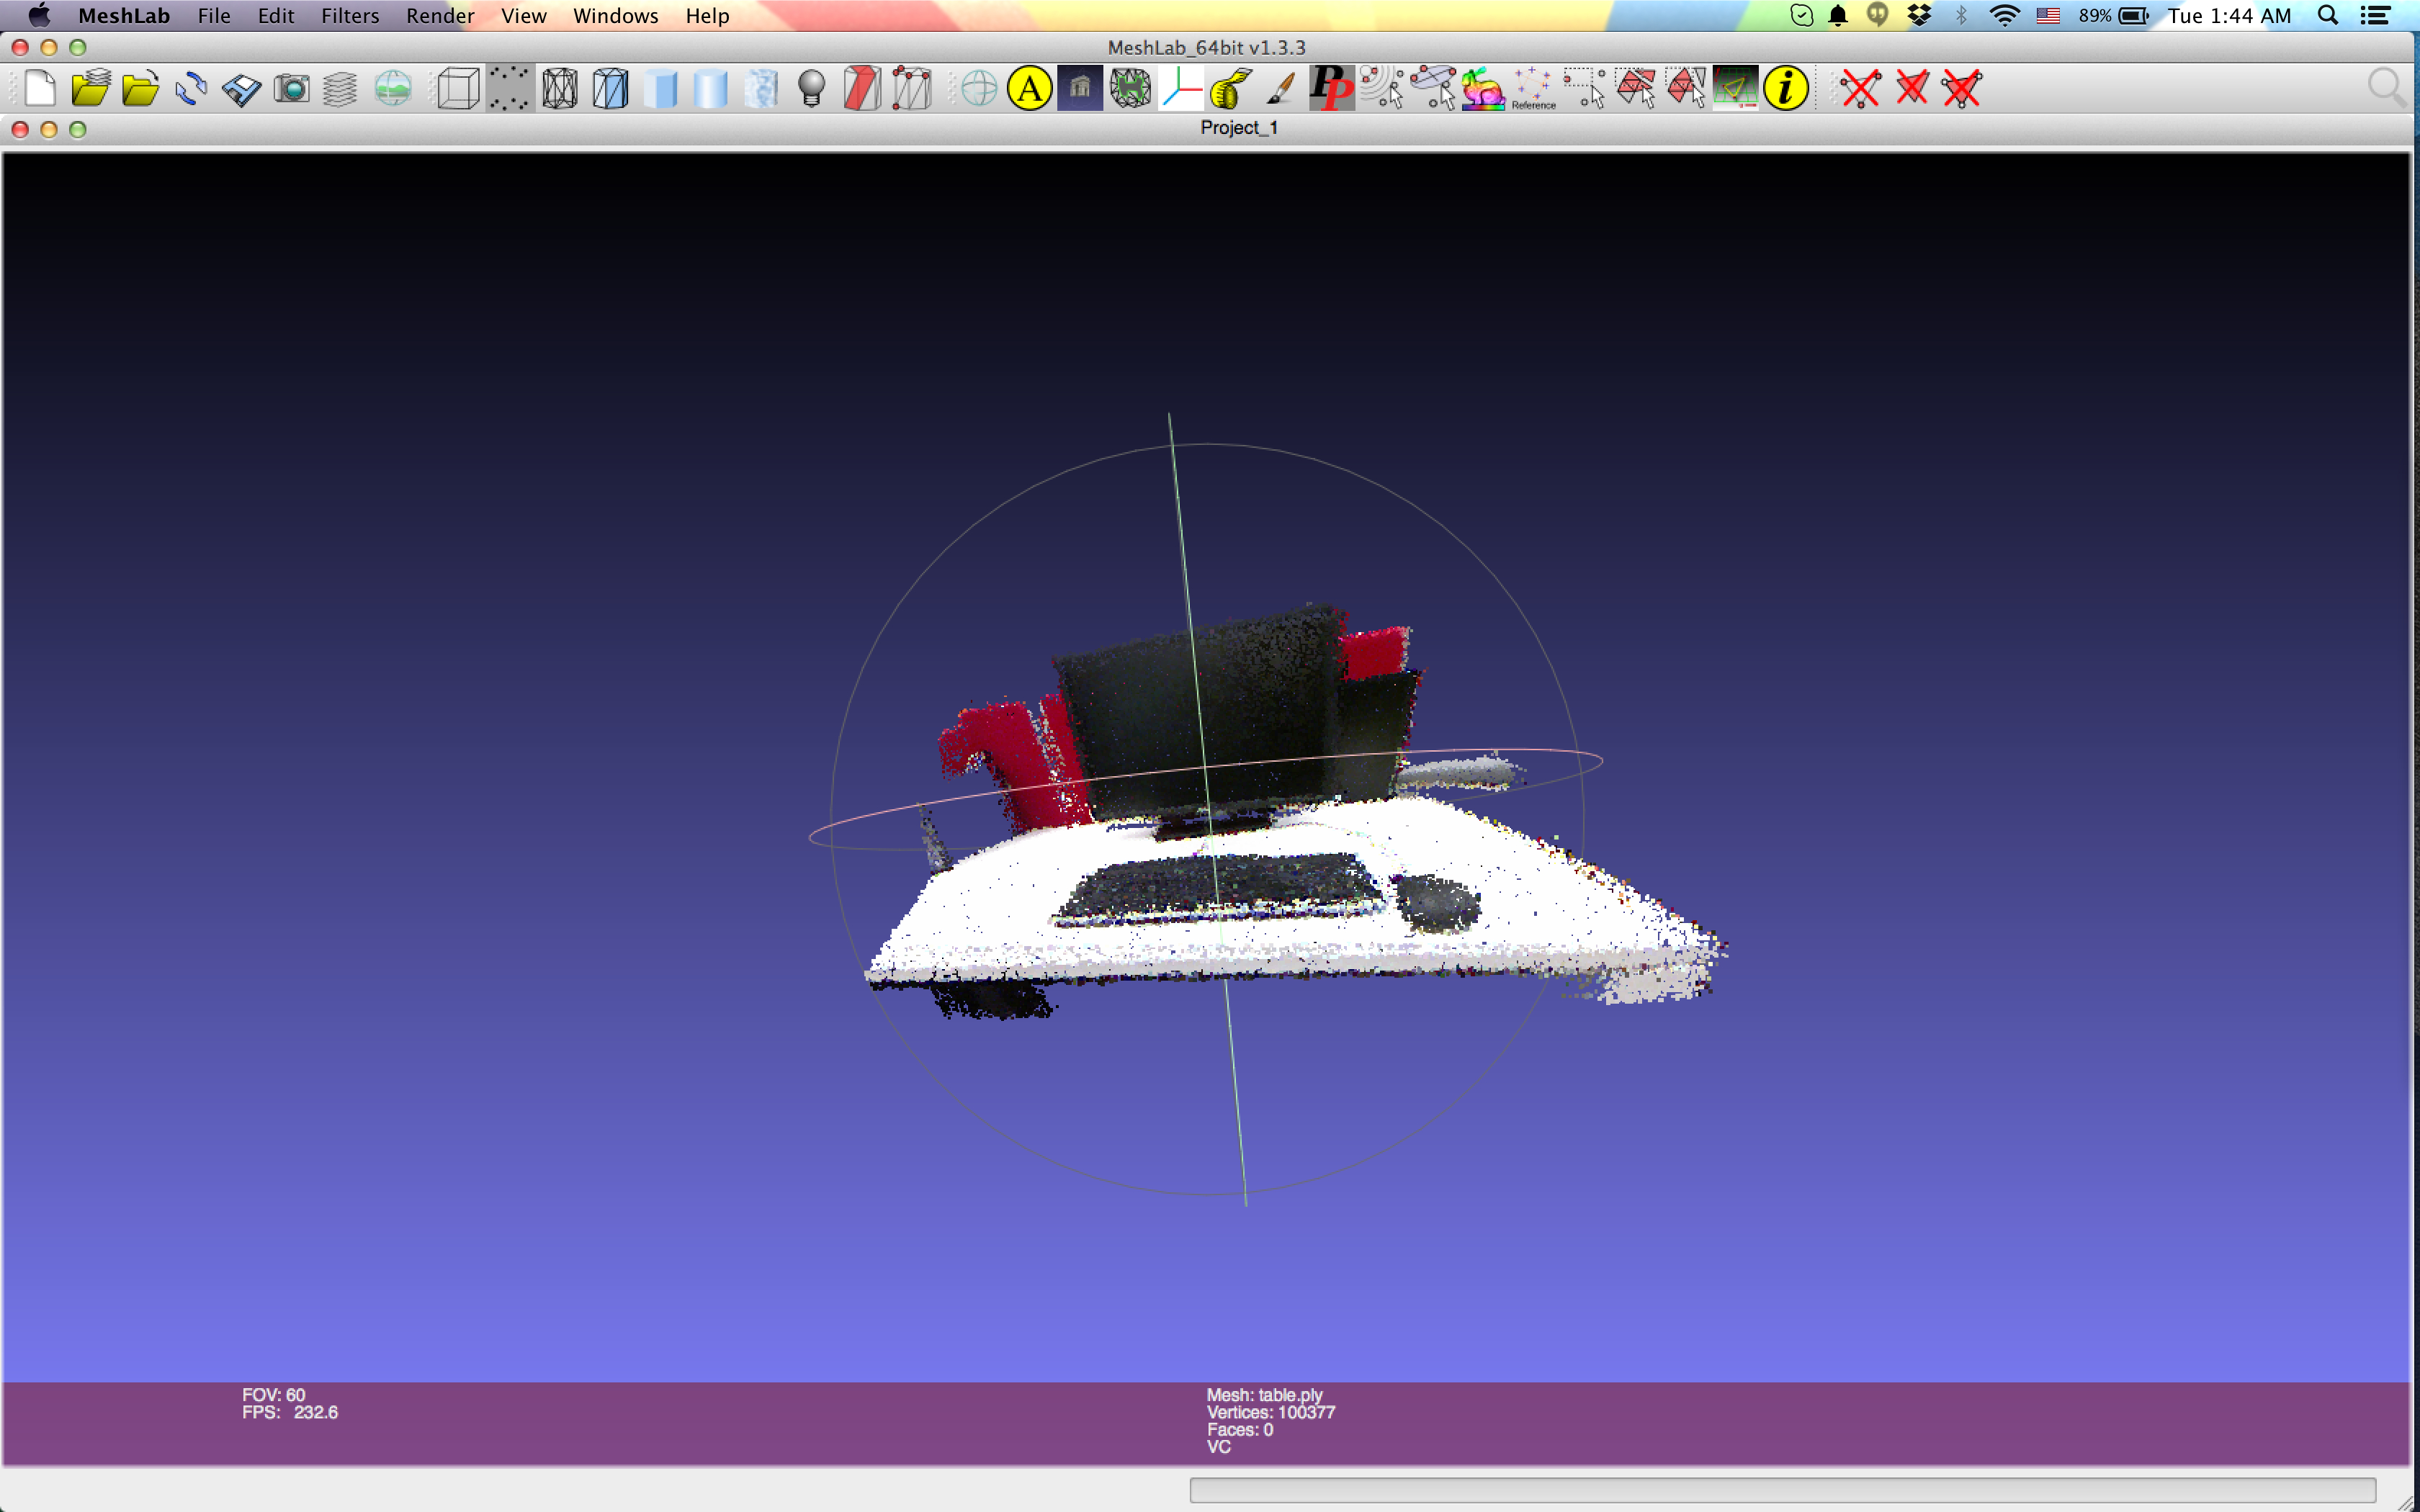 MeshLab File Edit Filters Render View Windows Help 89% Tue 1:44 AM
MeshLab_64bit v1.3.3
A PP Reference i
Project_1
FOV: 60
FPS: 232.6
Mesh: table.ply
Vertices: 100377
Faces: 0
VC